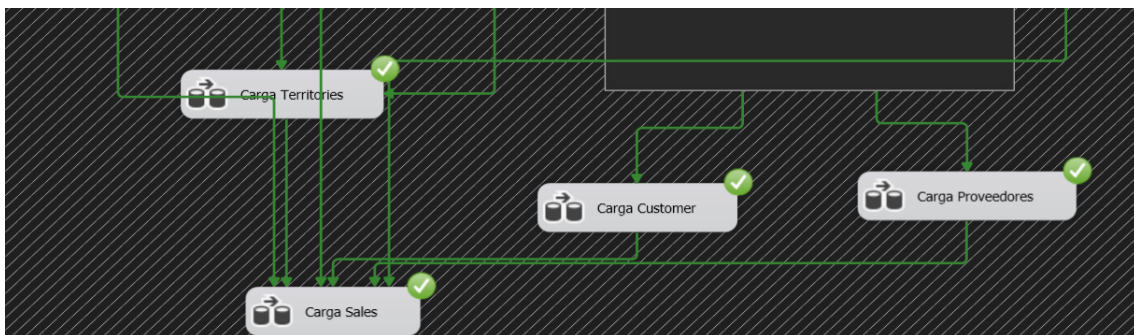 Carga Territories
Carga Customer
Carga Proveedores
Carga Sales